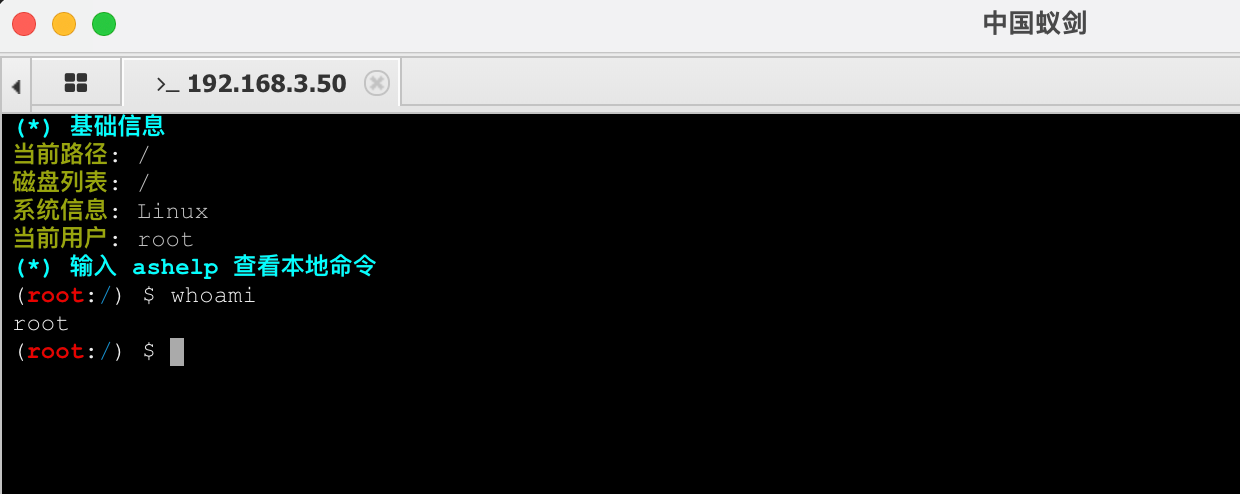 中国蚁剑
>_ 192.168.3.50
(*) 基础信息
当前路径: /
磁盘列表: /
系统信息: Linux
当前用户: root
(*) 输入 ashelp 查看本地命令
(root:/) $ whoami
root
(root:/) $